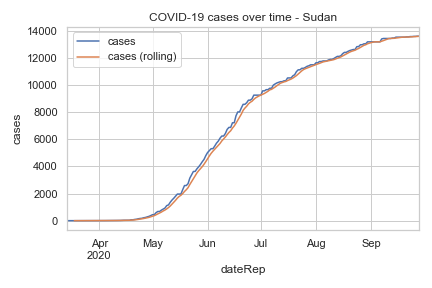 COVID-19 cases over time - Sudan
cases
cases (rolling)
14000
12000
10000
8000
6000
4000
2000
0
cases
Apr
2020
May
Jun
Jul
Aug
Sep
dateRep